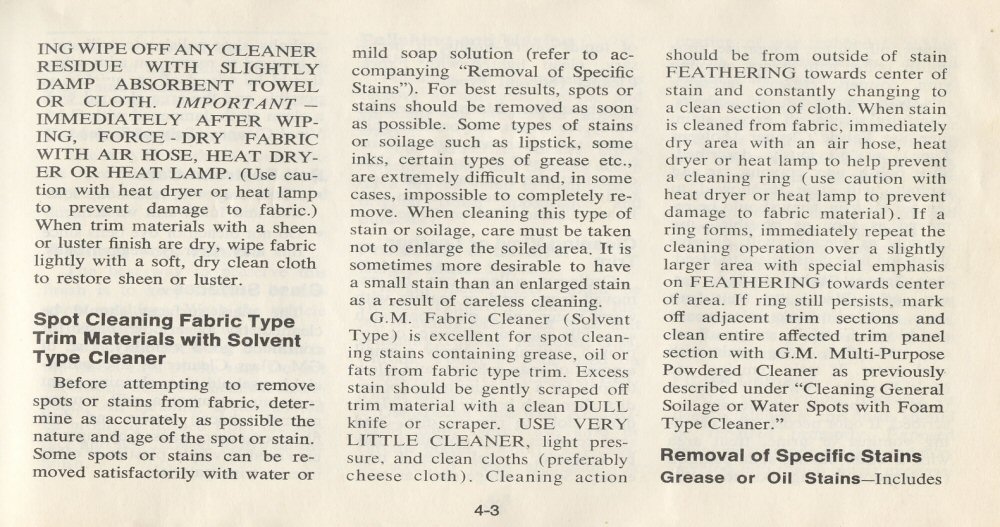 ING WIPE OFF ANY CLEANER
RESIDUE WITH SLIGHTLY
DAMP ABSORBENT TOWEL
OR CLOTH. IMPORTANT —
IMMEDIATELY AFTER WIP-
ING, FORCE - DRY FABRIC
WITH AIR HOSE, HEAT DRY-
ER OR HEAT LAMP. (Use cau-
tion with heat dryer or heat lamp
to prevent damage to fabric.)
When trim materials with a sheen
or luster finish are dry, wipe fabric
lightly with a soft, dry clean cloth
to restore sheen or luster.
Spot Cleaning Fabric Type
Trim Materials with Solvent
Type Cleaner
Before attempting to remove
spots or stains from fabric, deter-
mine as accurately as possible the
nature and age of the spot or stain.
Some spots or stains can be re-
moved satisfactorily with water or
mild soap solution (refer to ac-
companying “Removal of Specific
Stains”). For best results, spots or
stains should be removed as soon
as possible. Some types of stains
or soilage such as lipstick, some
inks, certain types of grease etc.,
are extremely difficult and, in some
cases, impossible to completely re-
move. When cleaning this type of
stain or soilage, care must be taken
not to enlarge the soiled area. It is
sometimes more desirable to have
a small stain than an enlarged stain
as a result of careless cleaning.
G.M. Fabric Cleaner (Solvent
Type) is excellent for spot clean-
ing stains containing grease, oil or
fats from fabric type trim. Excess
stain should be gently scraped off
trim material with a clean DULL
knife or scraper. USE VERY
LITTLE CLEANER, light pres-
sure, and clean cloths (preferably
cheese cloth). Cleaning action
should be from outside of stain
FEATHERING towards center of
stain and constantly changing to
a clean section of cloth. When stain
is cleaned from fabric, immediately
dry area with an air hose, heat
dryer or heat lamp to help prevent
a cleaning ring (use caution with
heat dryer or heat lamp to prevent
damage to fabric material). If a
ring forms, immediately repeat the
cleaning operation over a slightly
larger area with special emphasis
on FEATHERING towards center
of area. If ring still persists, mark
off adjacent trim sections and
clean entire affected trim panel
section with G.M. Multi-Purpose
Powdered Cleaner as previously
described under “Cleaning General
Soilage or Water Spots with Foam
Type Cleaner.”
Removal of Specific Stains
Grease or Oil Stains—Includes
4-3